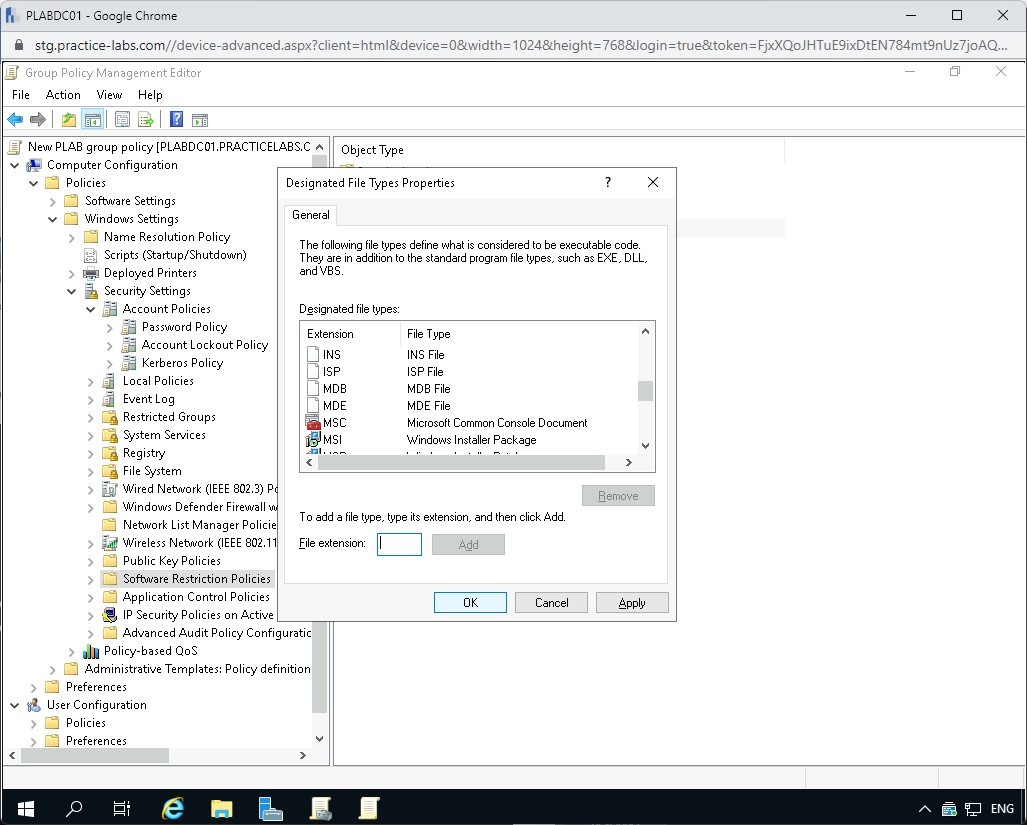 PLABDC01 - Google Chrome
stg.practice-labs.com//device-advanced.aspx?client=html&device=0&width=1024&height=768&login=true&token=FjxXQoJHTuE9ixDtEN784mt9nUz7joAQ...
Group Policy Management Editor
File Action View Help
New PLAB group policy [PLABDC01.PRACTICELABS.C
Computer Configuration
Policies
Software Settings
Windows Settings
Name Resolution Policy
Scripts (Startup/Shutdown)
Deployed Printers
Security Settings
Account Policies
Password Policy
Account Lockout Policy
Kerberos Policy
Local Policies
Event Log
Restricted Groups
System Services
Registry
File System
Wired Network (IEEE 802.3) Po
Windows Defender Firewall w
Network List Manager Policie
Wireless Network (IEEE 802.11
Public Key Policies
Software Restriction Policies
Application Control Policies
IP Security Policies on Active
Advanced Audit Policy Configuratic
Policy-based QoS
Administrative Templates: Policy definition
Preferences
User Configuration
Policies
Preferences
Object Type
Designated File Types Properties
?
General
The following file types define what is considered to be executable code.
They are in addition to the standard program file types, such as EXE, DLL,
and VBS.
Designated file types:
Extension File Type
INS INS File
ISP ISP File
MDB MDB File
MDE MDE File
MSC Microsoft Common Console Document
MSI Windows Installer Package
Remove
To add a file type, type its extension, and then click Add.
File extension: Add
OK Cancel Apply
ENG